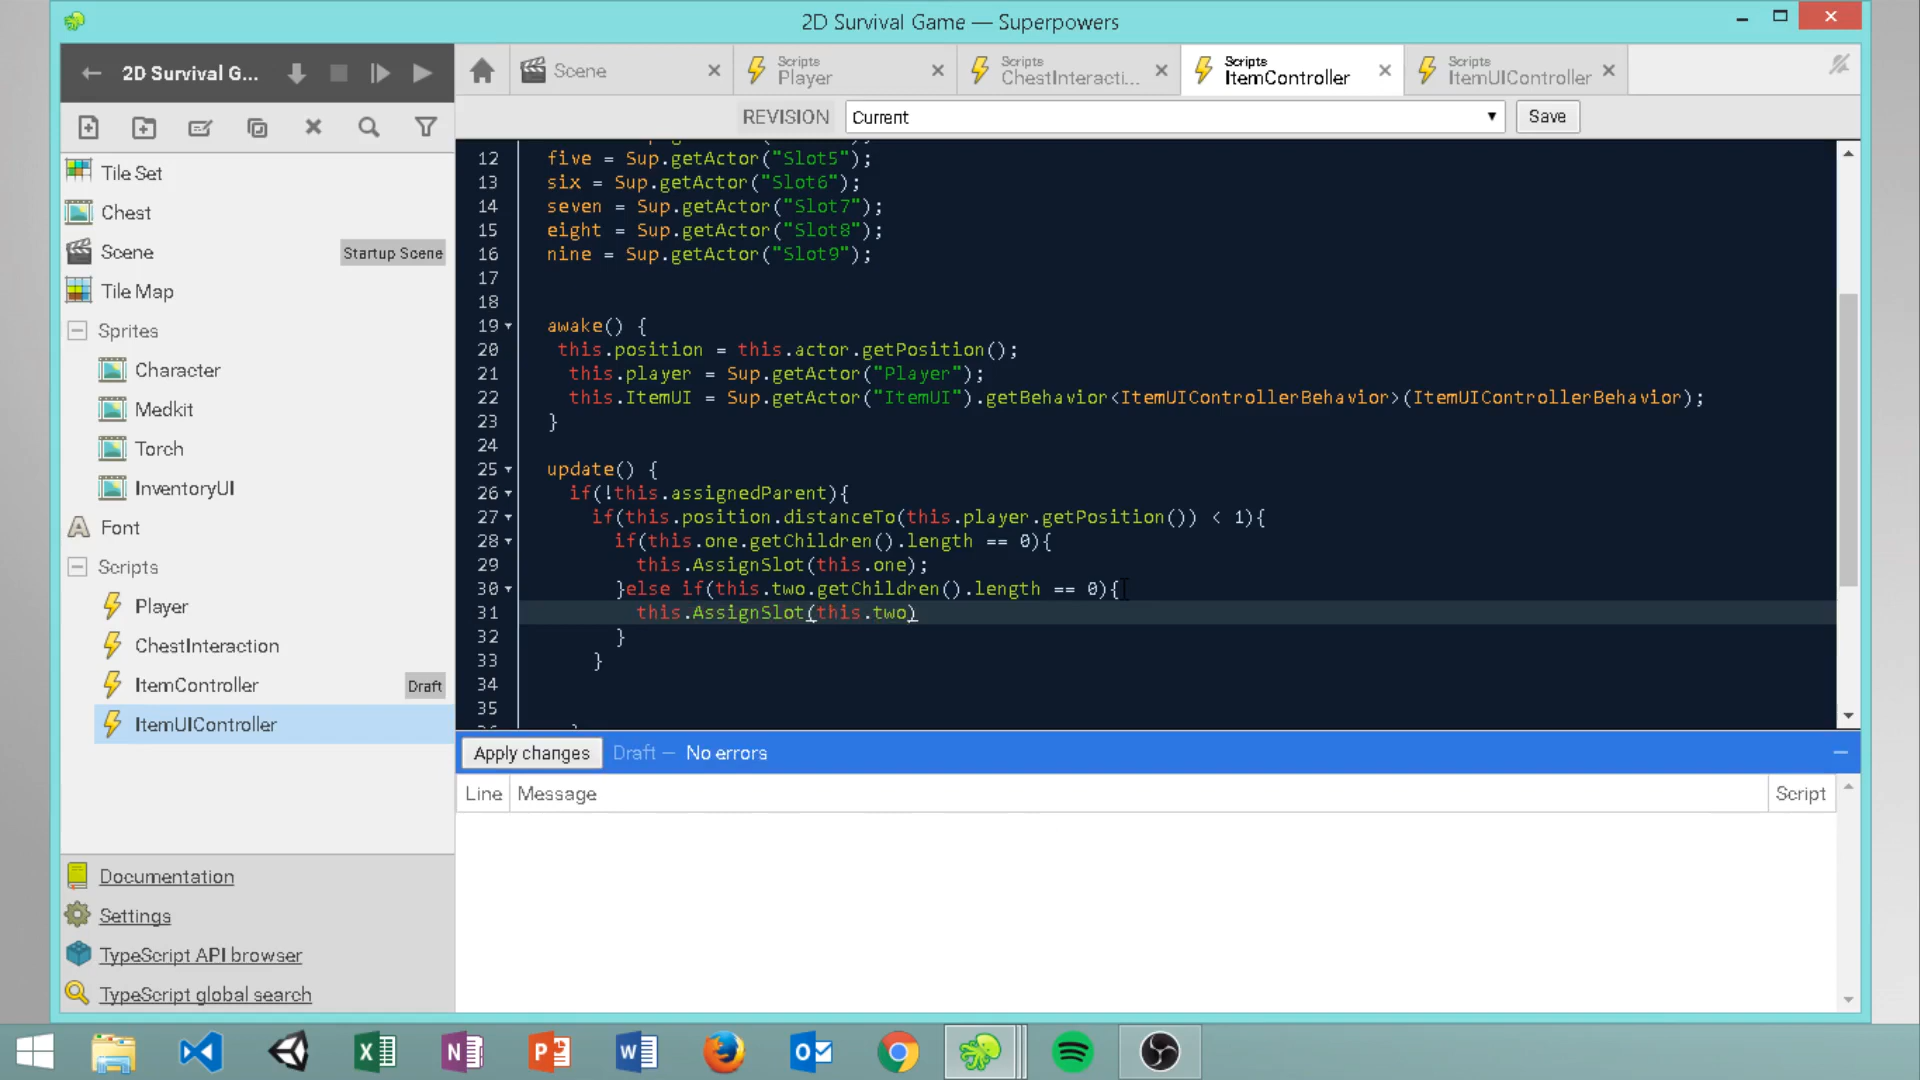 2D Survival Game — Superpowers
2D Survival G...
Scene
Scripts
Player
Scripts
ChestInteracti...
Scripts
ItemController
Scripts
ItemUIController
REVISION
Current
Save
Tile Set
Chest
Scene
Startup Scene
Tile Map
Sprites
Character
Medkit
Torch
InventoryUI
Font
Scripts
Player
ChestInteraction
ItemController
Draft
ItemUIController
Documentation
Settings
TypeScript API browser
TypeScript global search
12 five = Sup.getActor("Slot5");
13 six = Sup.getActor("Slot6");
14 seven = Sup.getActor("Slot7");
15 eight = Sup.getActor("Slot8");
16 nine = Sup.getActor("Slot9");
17
18
19 awake() {
20 this.position = this.actor.getPosition();
21 this.player = Sup.getActor("Player");
22 this.ItemUI = Sup.getActor("ItemUI").getBehavior<ItemUIControllerBehavior>(ItemUIControllerBehavior);
23 }
24
25 update() {
26 if(!this.assignedParent){
27 if(this.position.distanceTo(this.player.getPosition()) < 1){
28 if(this.one.getChildren().length == 0){
29 this.AssignSlot(this.one);
30 }else if(this.two.getChildren().length == 0){
31 this.AssignSlot(this.two)
32 }
33 }
34
35
Apply changes
Draft — No errors
Line
Message
Script